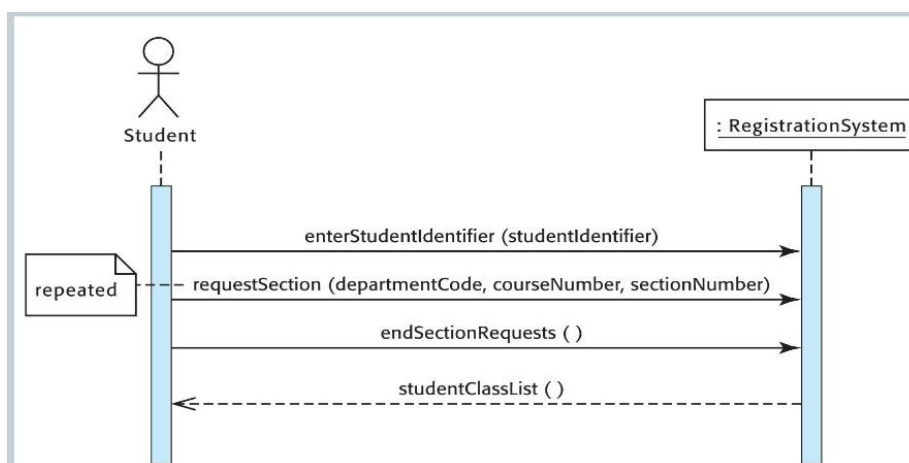 Student
: RegistrationSystem
enterStudentIdentifier (studentIdentifier)
repeated
requestSection (departmentCode, courseNumber, sectionNumber)
endSectionRequests ( )
studentClassList ( )